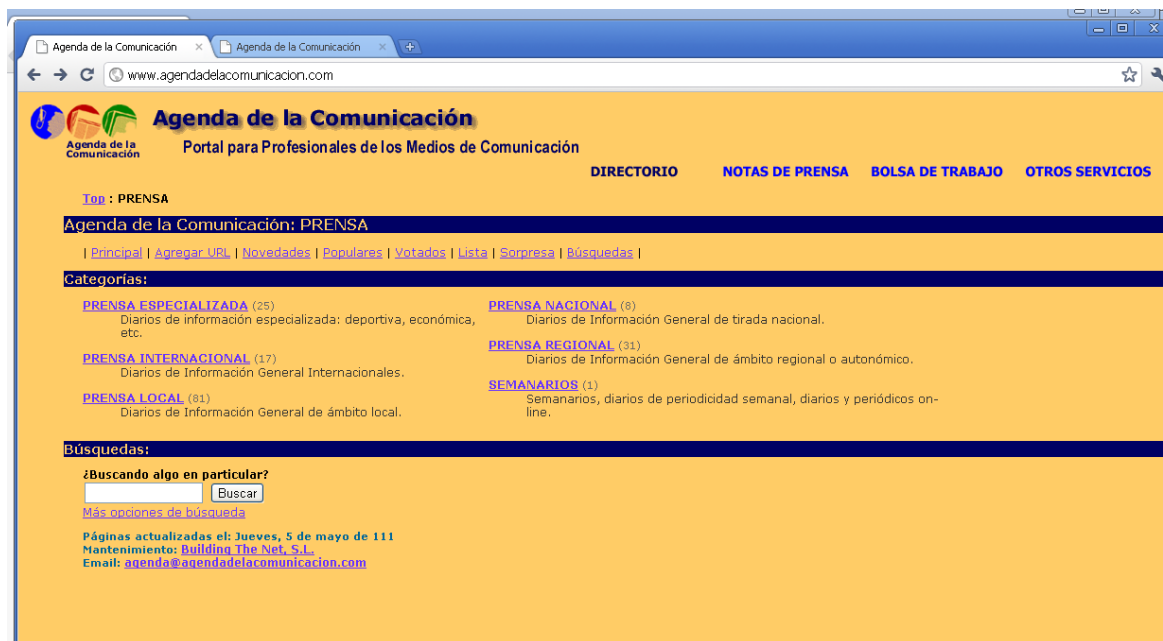 Agenda de la Comunicación
Agenda de la Comunicación
www.agendadelacomunicacion.com
Agenda de la Comunicación
Agenda de la
Comunicación
Portal para Profesionales de los Medios de Comunicación
DIRECTORIO NOTAS DE PRENSA BOLSA DE TRABAJO OTROS SERVICIOS
Top : PRENSA
Agenda de la Comunicación: PRENSA
| Principal | Agregar URL | Novedades | Populares | Votados | Lista | Sorpresa | Búsquedas |
Categorías:
PRENSA ESPECIALIZADA (25)
Diarios de información especializada: deportiva, económica,
etc.
PRENSA INTERNACIONAL (17)
Diarios de Información General Internacionales.
PRENSA LOCAL (81)
Diarios de Información General de ámbito local.
PRENSA NACIONAL (8)
Diarios de Información General de tirada nacional.
PRENSA REGIONAL (31)
Diarios de Información General de ámbito regional o autonómico.
SEMANARIOS (1)
Semanarios, diarios de periodicidad semanal, diarios y periódicos on-
line.
Búsquedas:
¿Buscando algo en particular?
Buscar
Más opciones de búsqueda
Páginas actualizadas el: Jueves, 5 de mayo de 111
Mantenimiento: Building The Net, S.L.
Email: agenda@agendadelacomunicacion.com